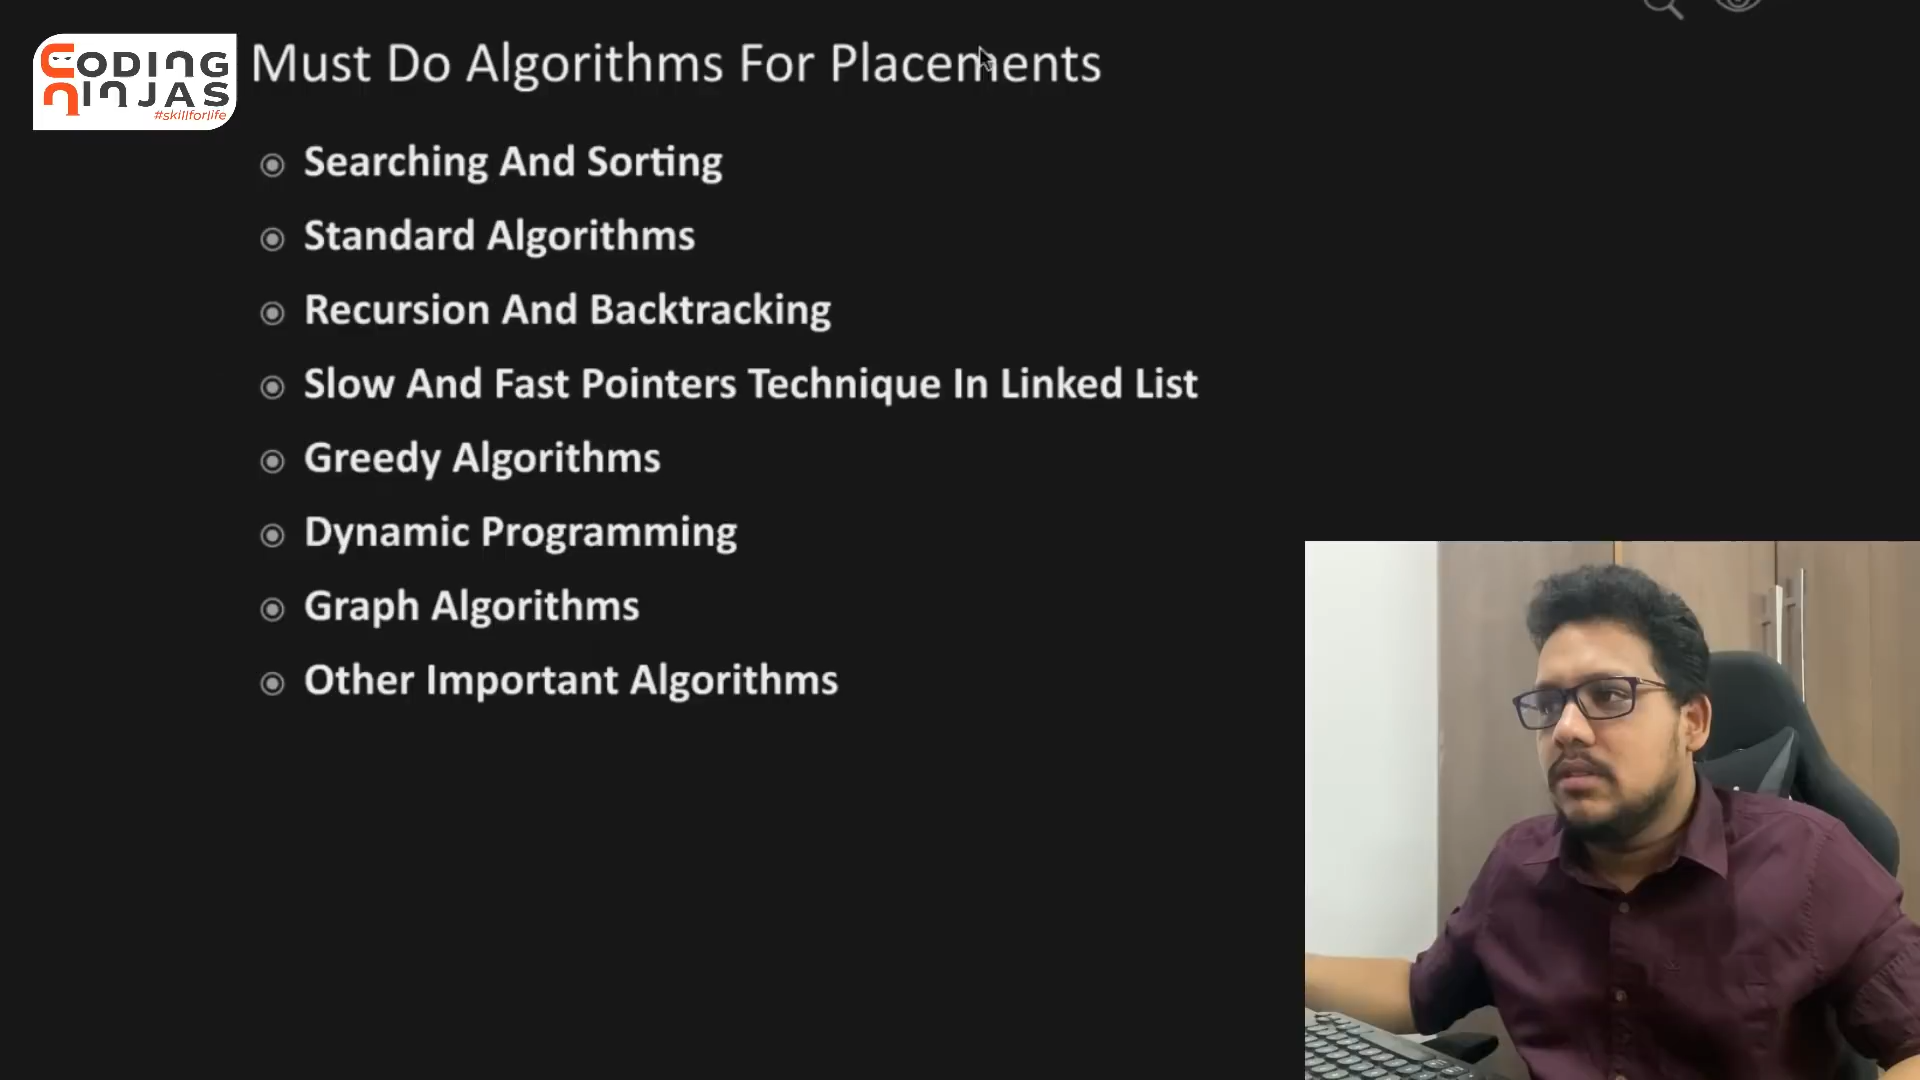 CODING
NINJAS
#skillforlife
Must Do Algorithms For Placements
Searching And Sorting
Standard Algorithms
Recursion And Backtracking
Slow And Fast Pointers Technique In Linked List
Greedy Algorithms
Dynamic Programming
Graph Algorithms
Other Important Algorithms